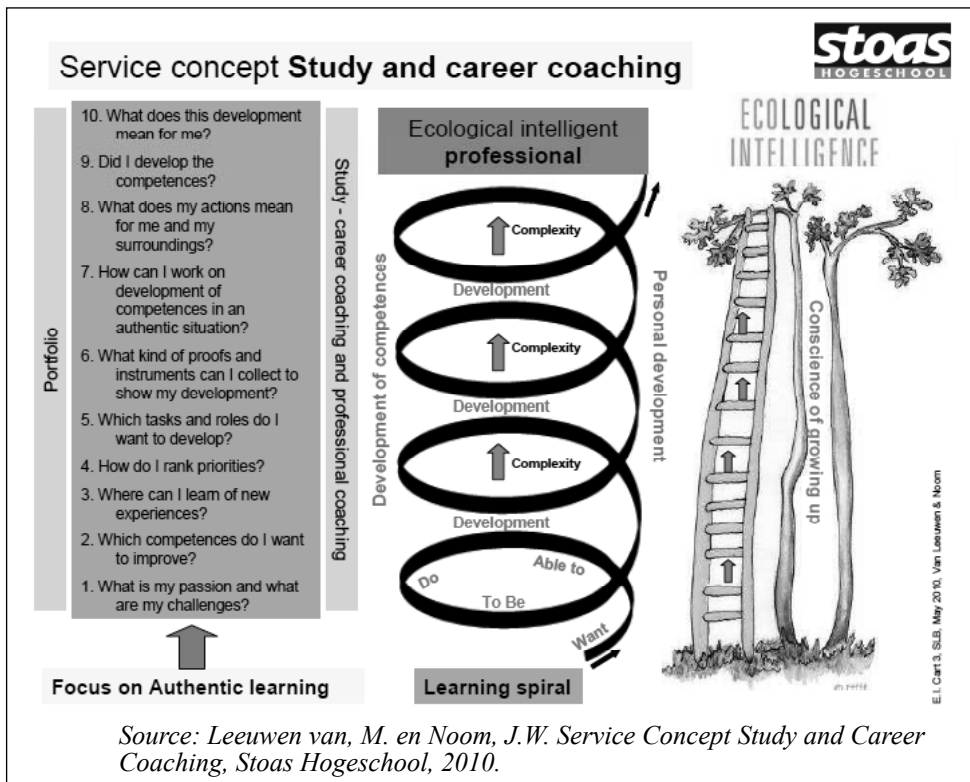 stoas
HOGESCHOOL
Service concept Study and career coaching
Portfolio
10. What does this development
mean for me?
9. Did I develop the
competences?
8. What does my actions mean
for me and my
surroundings?
7. How can I work on
development of
competences in an
authentic situation?
6. What kind of proofs and
instruments can I collect to
show my development?
5. Which tasks and roles do I
want to develop?
4. How do I rank priorities?
3. Where can I learn of new
experiences?
2. Which competences do I want
to improve?
1. What is my passion and what
are my challenges?
Study - career coaching and professional coaching
Focus on Authentic learning
Ecological intelligent
professional
Development of competences
Complexity
Development
Complexity
Development
Complexity
Development
Do
Able to
To Be
Want
Personal development
Learning spiral
ECOLOGICAL
INTELLIGENCE
Conscience of growing up
E.I. Cart 3, SLB, May 2010, Van Leeuwen & Noom
Source: Leeuwen van, M. en Noom, J.W. Service Concept Study and Career
Coaching, Stoas Hogeschool, 2010.